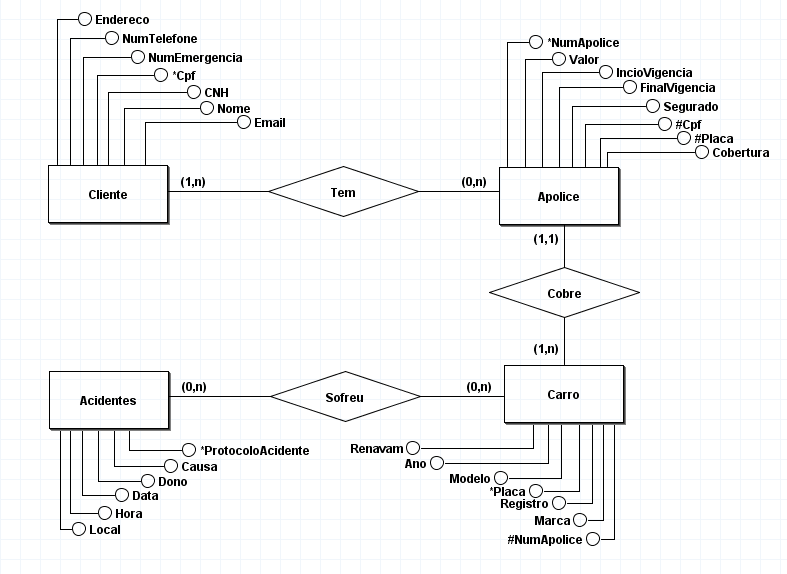 Endereco
NumTelefone
NumEmergencia
*Cpf
CNH
Nome
Email
*NumApolice
Valor
IncioVigencia
FinalVigencia
Segurado
#Cpf
#Placa
Cobertura
Cliente
(1,n)
Tem
(0,n)
Apolice
(1,1)
Cobre
(1,n)
Acidentes
(0,n)
Sofreu
(0,n)
Carro
*ProtocoloAcidente
Causa
Dono
Data
Hora
Local
Renavam
Ano
Modelo
*Placa
Registro
Marca
#NumApolice